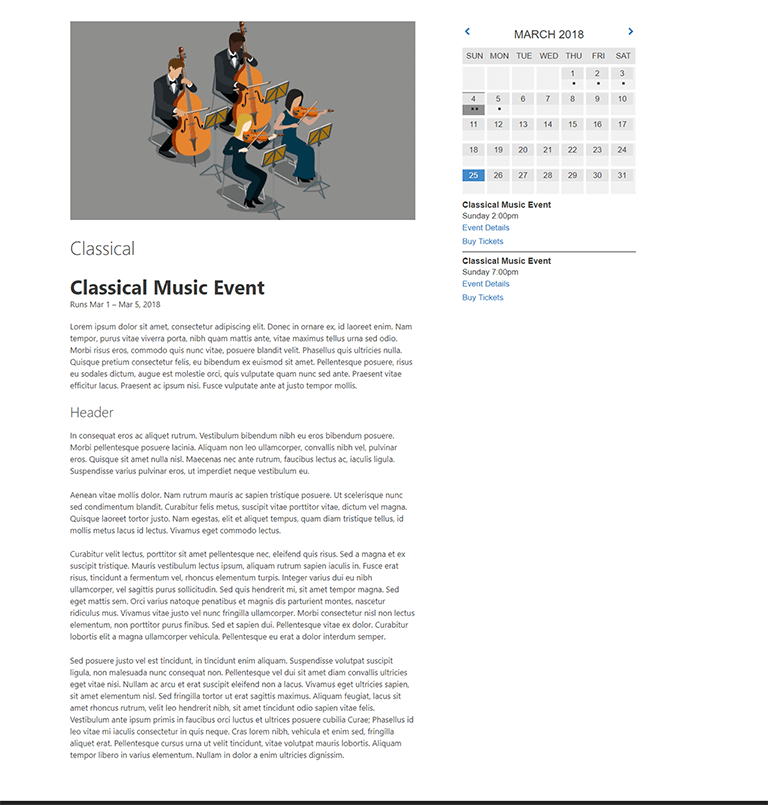 Classical
Classical Music Event
Runs Mar 1 – Mar 5, 2018
Lorem ipsum dolor sit amet, consectetur adipiscing elit. Donec in ornare ex, id laoreet enim. Nam
tempor, purus vitae viverra porta, nibh quam mattis ante, vitae maximus tellus urna sed odio.
Morbi risus eros, commodo quis nunc vitae, posuere blandit velit. Phasellus quis ultricies nulla.
Quisque pretium consectetur felis, eu bibendum ex euismod sit amet. Pellentesque posuere, risus
eu sodales dictum, augue est molestie orci, quis vulputate quam nunc sed ante. Praesent vitae
efficitur lacus. Praesent ac ipsum nisi. Fusce vulputate ante at justo tempor mollis.
Header
In consequat eros ac aliquet rutrum. Vestibulum bibendum nibh eu eros bibendum posuere.
Morbi pellentesque posuere lacinia. Aliquam non leo ullamcorper, convallis nibh vel, pulvinar
eros. Quisque sit amet nulla nisl. Maecenas nec ante rutrum, faucibus lectus ac, iaculis ligula.
Suspendisse varius pulvinar eros, ut imperdiet neque vestibulum eu.
Aenean vitae mollis dolor. Nam rutrum mauris ac sapien tristique posuere. Ut scelerisque nunc
sed condimentum blandit. Curabitur felis metus, suscipit vitae porttitor vitae, dictum vel magna.
Quisque laoreet tortor justo. Nam egestas, elit et aliquet tempus, quam diam tristique tellus, id
mollis metus lacus id lectus. Vivamus eget commodo lectus.
Curabitur velit lectus, porttitor sit amet pellentesque nec, eleifend quis risus. Sed a magna et ex
suscipit tristique. Mauris vestibulum lectus ipsum, aliquam rutrum sapien iaculis in. Fusce erat
risus, tincidunt a fermentum vel, rhoncus elementum turpis. Integer varius dui eu nibh
ullamcorper, vel sagittis purus sollicitudin. Sed quis hendrerit mi, sit amet tempor magna. Sed
eget mattis sem. Orci varius natoque penatibus et magnis dis parturient montes, nascetur
ridiculus mus. Vivamus vitae justo vel nunc fringilla ullamcorper. Morbi consectetur nisl non lectus
elementum, non porttitor purus finibus. Sed et sapien dui. Pellentesque vitae ex dolor. Curabitur
lobortis elit a magna ullamcorper vehicula. Pellentesque eu erat a dolor interdum semper.
Sed posuere justo vel est tincidunt, in tincidunt enim aliquam. Suspendisse volutpat suscipit
ligula, non malesuada nunc consequat non. Pellentesque vel dui sit amet diam convallis ultricies
eget vitae nisi. Nullam ac arcu et erat suscipit eleifend non a lacus. Vivamus eget ultricies sapien,
sit amet elementum nisl. Sed fringilla tortor ut erat sagittis maximus. Aliquam feugiat, lacus sit
amet rhoncus rutrum, velit leo hendrerit nibh, sit amet tincidunt odio sapien vitae felis.
Vestibulum ante ipsum primis in faucibus orci luctus et ultrices posuere cubilia Curae; Phasellus id
leo vitae mi iaculis consectetur in quis neque. Cras lorem nibh, vehicula et enim sed, fringilla
aliquet erat. Pellentesque cursus urna ut velit tincidunt, vitae volutpat mauris lobortis. Aliquam
tempor libero in varius elementum. Nullam in dolor a enim ultricies dignissim.
MARCH 2018
SUN MON TUE WED THU FRI SAT
1 2 3
4 5 6 7 8 9 10
11 12 13 14 15 16 17
18 19 20 21 22 23 24
25 26 27 28 29 30 31
Classical Music Event
Sunday 2:00pm
Event Details
Buy Tickets
Classical Music Event
Sunday 7:00pm
Event Details
Buy Tickets